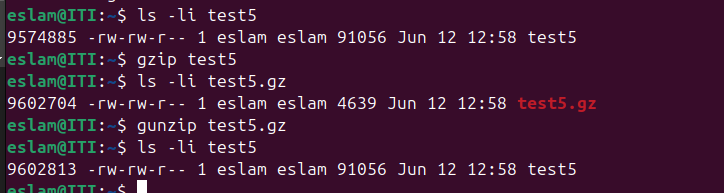 eslam@ITI:~$ ls -li test5
9574885 -rw-rw-r-- 1 eslam eslam 91056 Jun 12 12:58 test5
eslam@ITI:~$ gzip test5
eslam@ITI:~$ ls -li test5.gz
9602704 -rw-rw-r-- 1 eslam eslam 4639 Jun 12 12:58 test5.gz
eslam@ITI:~$ gunzip test5.gz
eslam@ITI:~$ ls -li test5
9602813 -rw-rw-r-- 1 eslam eslam 91056 Jun 12 12:58 test5
eslam@ITI:~$